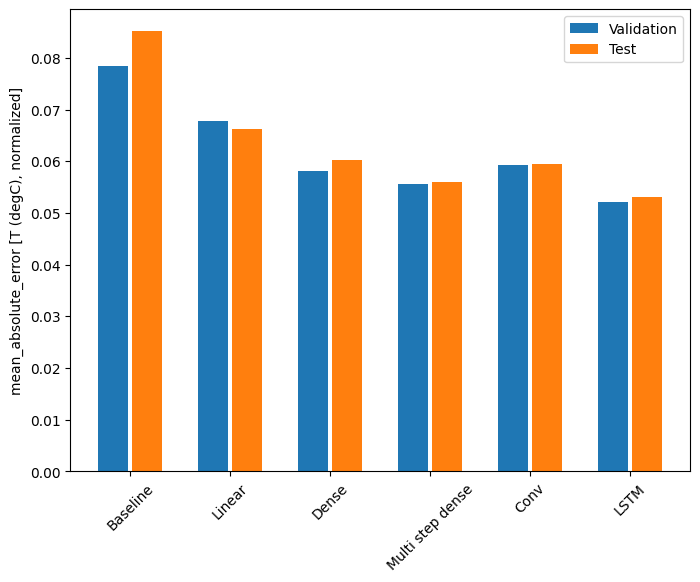 Validation
Test
mean_absolute_error [T (degC), normalized]
0.08
0.07
0.06
0.05
0.04
0.03
0.02
0.01
0.00
Baseline
Linear
Dense
Multi step dense
Conv
LSTM